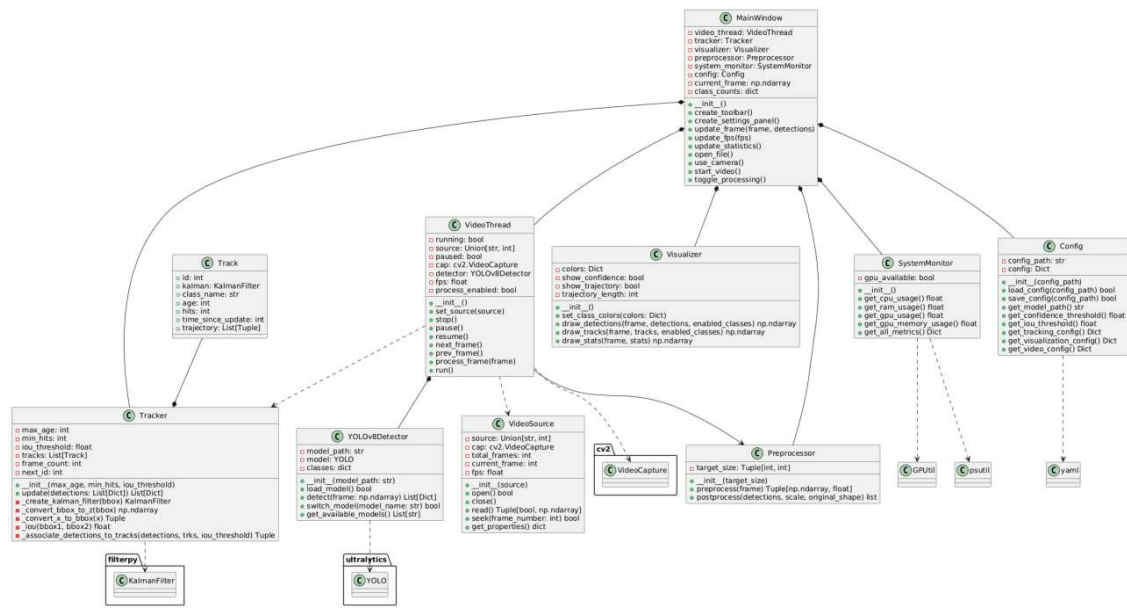 MainWindow
video_thread: VideoThread
tracker: Tracker
visualizer: Visualizer
preprocessor: Preprocessor
system_monitor: SystemMonitor
config: Config
current_frame: np.ndarray
class_counts: dict
__init__()
create_toolbar()
create_settings_panel()
update_frame(frame, detections)
update_fps(fps)
update_statistics()
open_file()
use_camera()
start_video()
toggle_processing()
Track
id: int
kalman: KalmanFilter
class_name: str
age: int
hits: int
time_since_update: int
trajectory: List[Tuple]
VideoThread
running: bool
source: Union[str, int]
paused: bool
cap: cv2.VideoCapture
detector: YOLOv8Detector
fps: float
process_enabled: bool
__init__()
set_source(source)
stop()
pause()
resume()
next_frame()
prev_frame()
process_frame(frame)
run()
Visualizer
colors: Dict
show_confidence: bool
show_trajectory: bool
trajectory_length: int
__init__()
set_class_colors(colors: Dict)
draw_detections(frame, detections, enabled_classes) np.ndarray
draw_tracks(frame, tracks, enabled_classes) np.ndarray
draw_stats(frame, stats) np.ndarray
SystemMonitor
gpu_available: bool
__init__()
get_cpu_usage() float
get_ram_usage() float
get_gpu_usage() float
get_gpu_memory_usage() float
get_all_metrics() Dict
Config
config_path: str
config: Dict
__init__(config_path)
load_config(config_path) bool
save_config(config_path) bool
get_model_path() str
get_confidence_threshold() float
get_iou_threshold() float
get_tracking_config() Dict
get_visualization_config() Dict
get_video_config() Dict
Tracker
max_age: int
min_hits: int
iou_threshold: float
tracks: List[Track]
frame_count: int
next_id: int
__init__(max_age, min_hits, iou_threshold)
update(detections: List[Dict]) List[Dict]
_create_kalman_filter(bbox) KalmanFilter
_convert_bbox_to_z(bbox) np.ndarray
_convert_x_to_bbox(x) Tuple
_iou(bbox1, bbox2) float
_associate_detections_to_tracks(detections, trks, iou_threshold) Tuple
YOLOv8Detector
model_path: str
model: YOLO
classes: dict
__init__(model_path: str)
load_model() bool
detect(frame: np.ndarray) List[Dict]
switch_model(model_name: str) bool
get_available_models() List[str]
VideoSource
source: Union[str, int]
cap: cv2.VideoCapture
total_frames: int
current_frame: int
fps: float
__init__(source)
open() bool
close()
read() Tuple[bool, np.ndarray]
seek(frame_number: int) bool
get_properties() dict
cv2
VideoCapture
Preprocessor
target_size: Tuple[int, int]
__init__(target_size)
preprocess(frame) Tuple[np.ndarray, float]
postprocess(detections, scale, original_shape) list
GPUtil
psutil
yaml
filterpy
KalmanFilter
ultralytics
YOLO